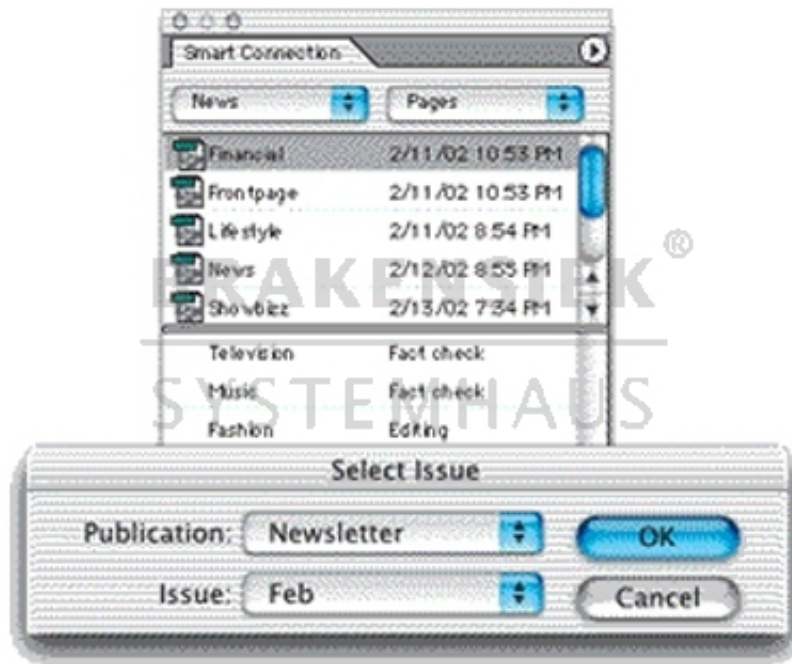 Smart Connection
News Pages
Financial 2/11/02 10:53 PM
Frontpage 2/11/02 10:53 PM
Lifestyle 2/11/02 8:54 PM
News 2/12/02 8:55 PM
Showbizz 2/13/02 7:34 PM
BRAKENSIEK®
Television Fact check
Music Fact check
SYSTEMHAUS
Fashion Editing
Select Issue
Publication: Newsletter OK
Issue: Feb Cancel